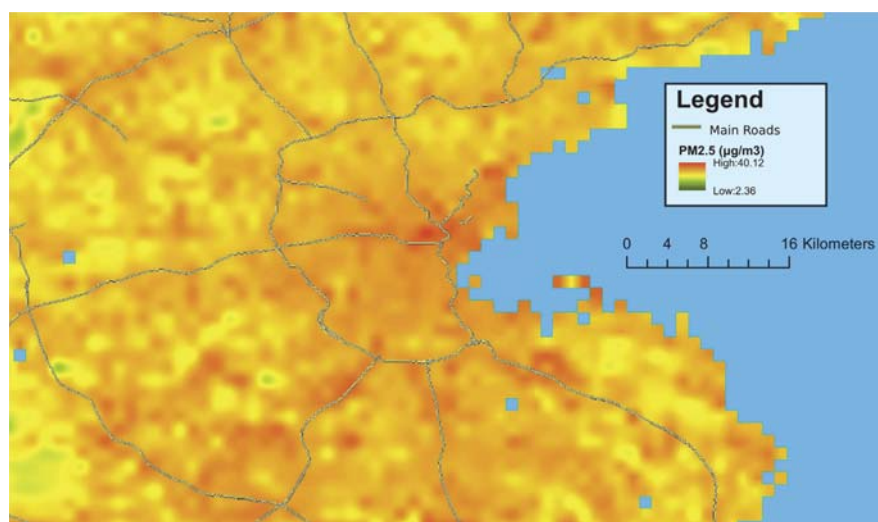 Legend
Main Roads
PM2.5 (µg/m3)
High:40.12
Low:2.36
0 4 8 16 Kilometers